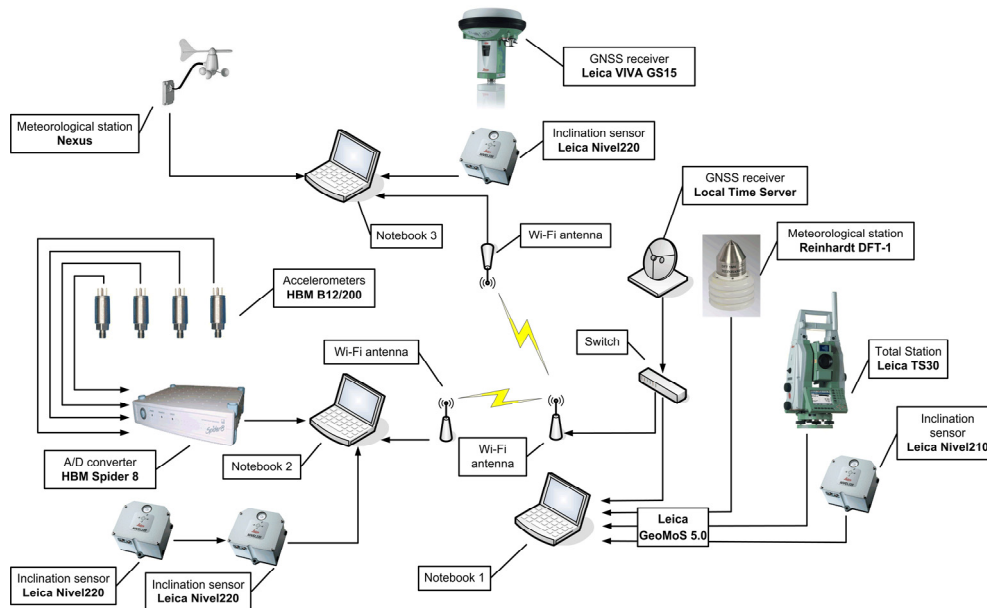 GNSS receiver
Leica VIVA GS15
Meteorological station
Nexus
Inclination sensor
Leica Nivel220
GNSS receiver
Local Time Server
Notebook 3
Wi-Fi antenna
Meteorological station
Reinhardt DFT-1
Accelerometers
HBM B12/200
Wi-Fi antenna
Switch
Total Station
Leica TS30
A/D converter
HBM Spider 8
Notebook 2
Wi-Fi
antenna
Inclination
sensor
Leica Nivel210
Leica
GeoMoS 5.0
Notebook 1
Inclination sensor
Leica Nivel220
Inclination sensor
Leica Nivel220